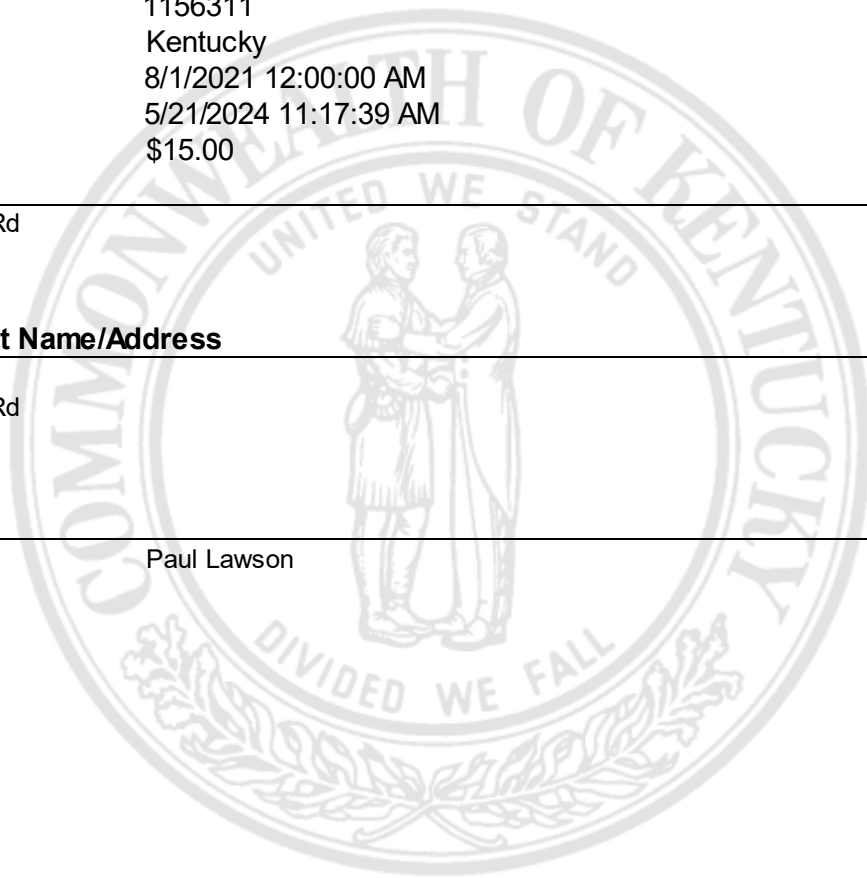 1156311
Kentucky
8/1/2021 12:00:00 AM
5/21/2024 11:17:39 AM
$15.00
Rd
t Name/Address
Rd
Paul Lawson
COMMONWEALTH OF KENTUCKY
UNITED WE STAND
DIVIDED WE FALL